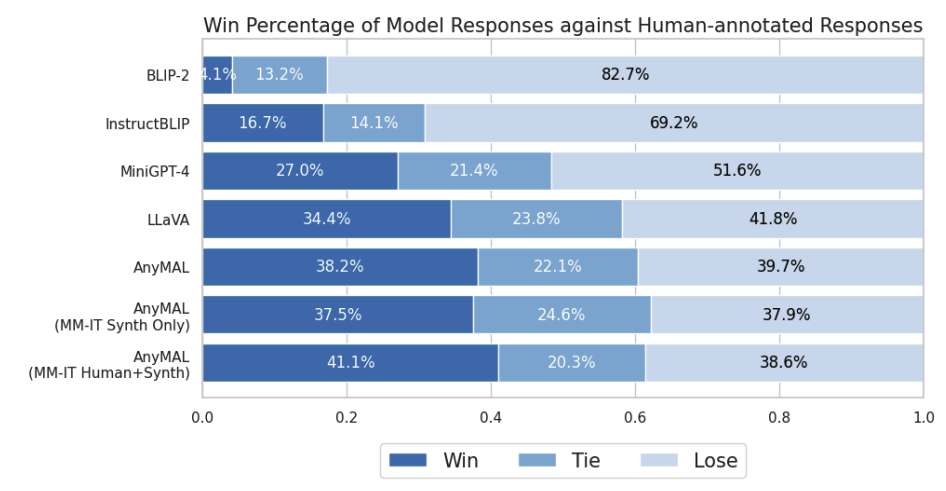 Win Percentage of Model Responses against Human-annotated Responses
BLIP-2 4.1% 13.2% 82.7%
InstructBLIP 16.7% 14.1% 69.2%
MiniGPT-4 27.0% 21.4% 51.6%
LLaVA 34.4% 23.8% 41.8%
AnyMAL 38.2% 22.1% 39.7%
AnyMAL
(MM-IT Synth Only) 37.5% 24.6% 37.9%
AnyMAL
(MM-IT Human+Synth) 41.1% 20.3% 38.6%
0.0 0.2 0.4 0.6 0.8 1.0
Win Tie Lose